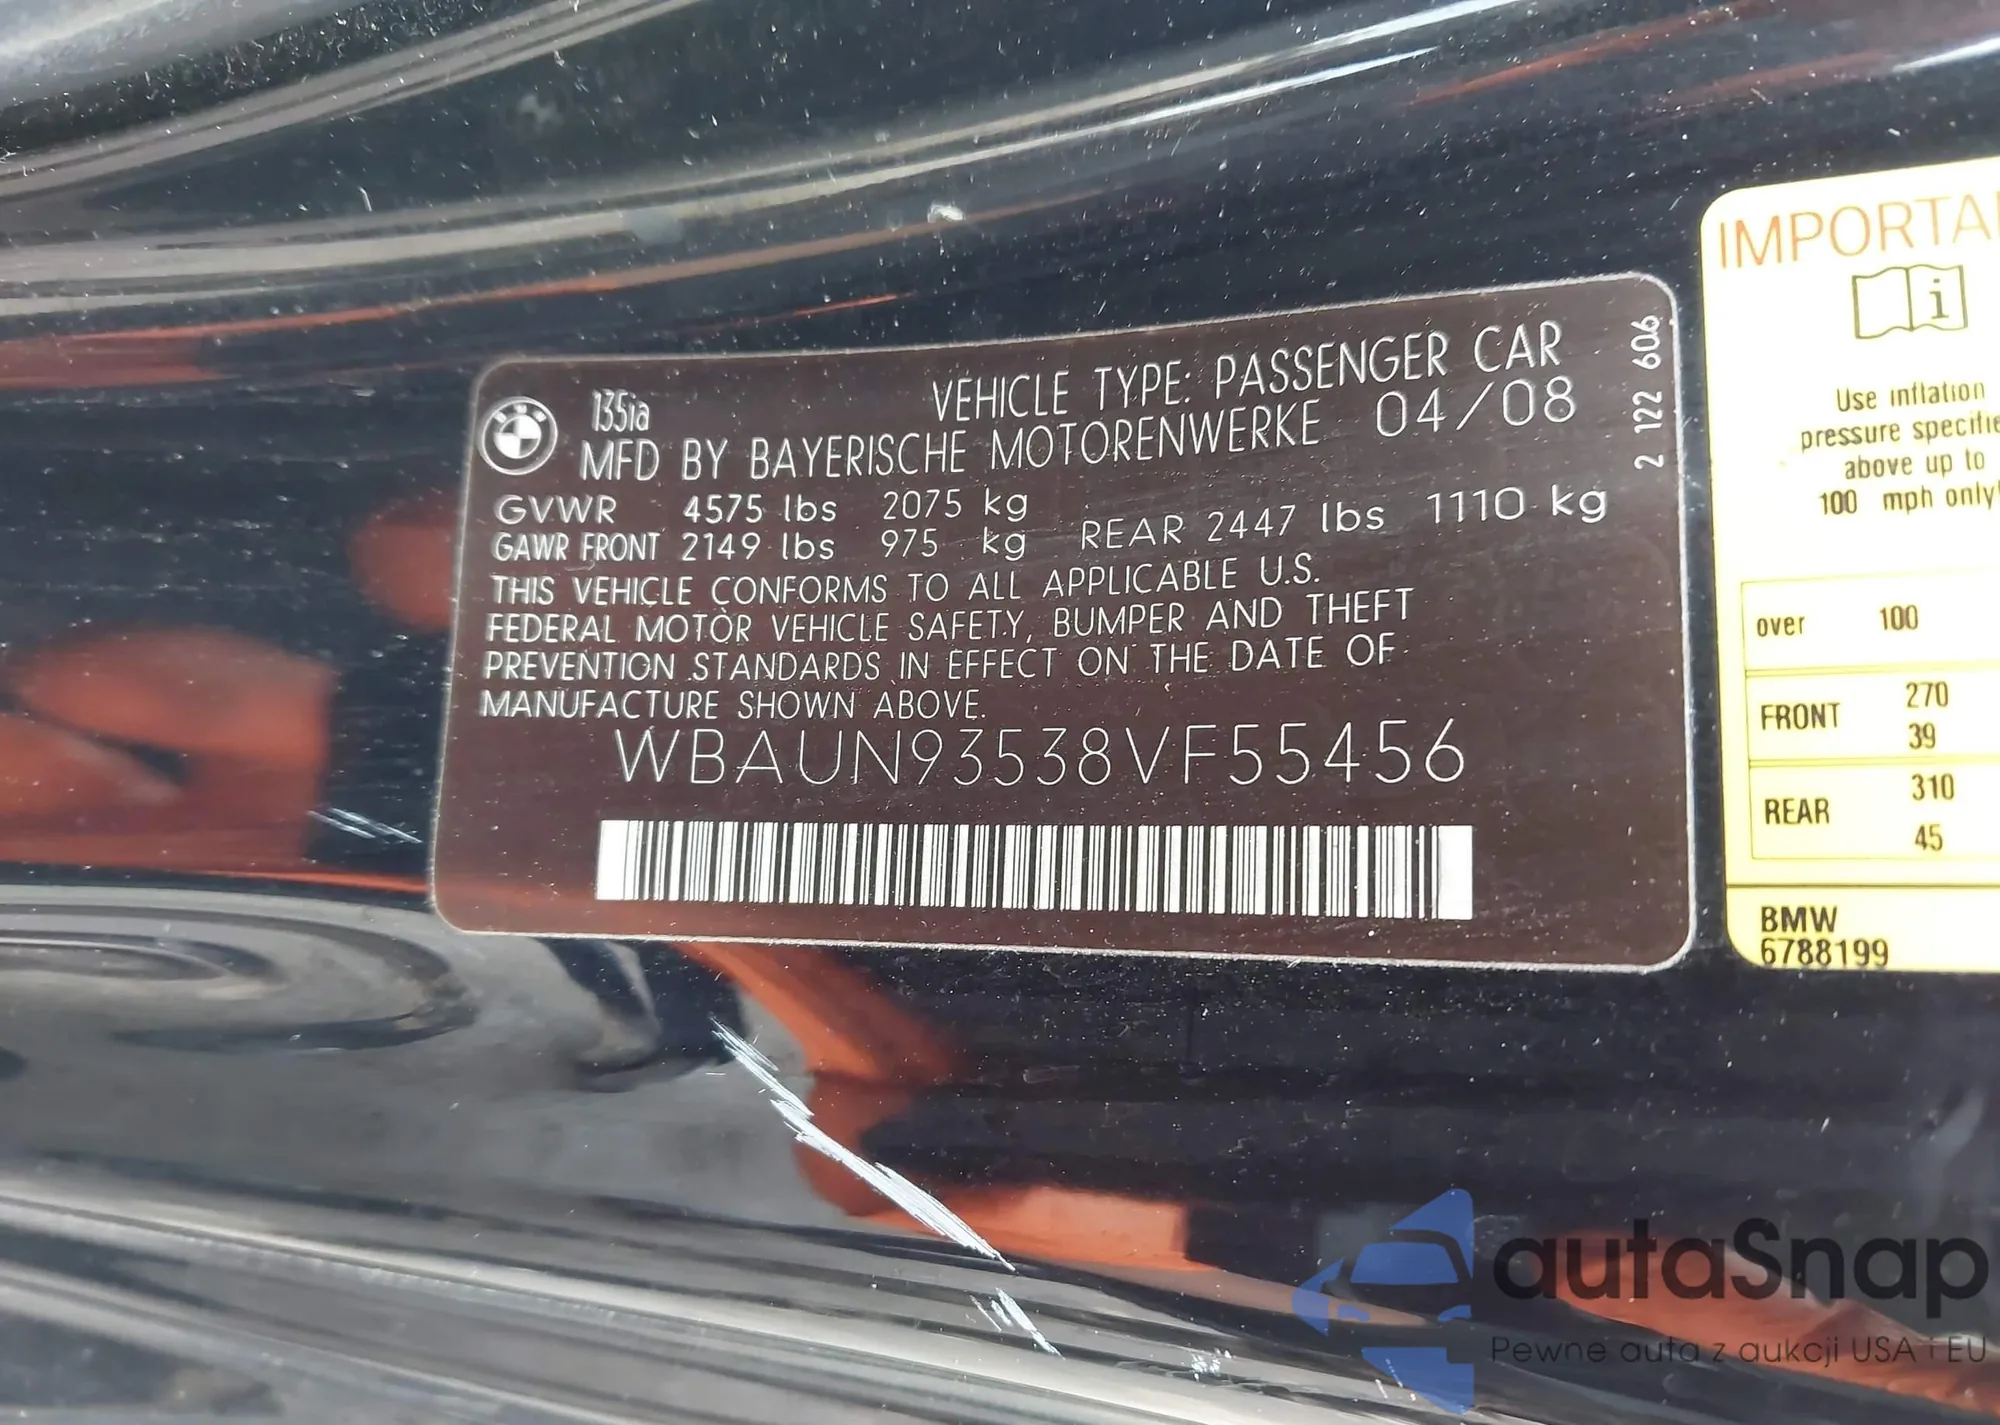 135ia
VEHICLE TYPE: PASSENGER CAR
MFD BY BAYERISCHE MOTORENWERKE 04/08
GVWR 4575 lbs 2075 kg
GAWR FRONT 2149 lbs 975 kg REAR 2447 lbs 1110 kg
THIS VEHICLE CONFORMS TO ALL APPLICABLE U.S.
FEDERAL MOTOR VEHICLE SAFETY, BUMPER AND THEFT
PREVENTION STANDARDS IN EFFECT ON THE DATE OF
MANUFACTURE SHOWN ABOVE.
WBAUN93538VF55456
2 122 606
Use inflation
pressure
above up to
100 mph only!
over 100
FRONT 270
39
REAR 310
45
BMW
6788199
autaSnap
Pewne auta z aukcji USA i EU